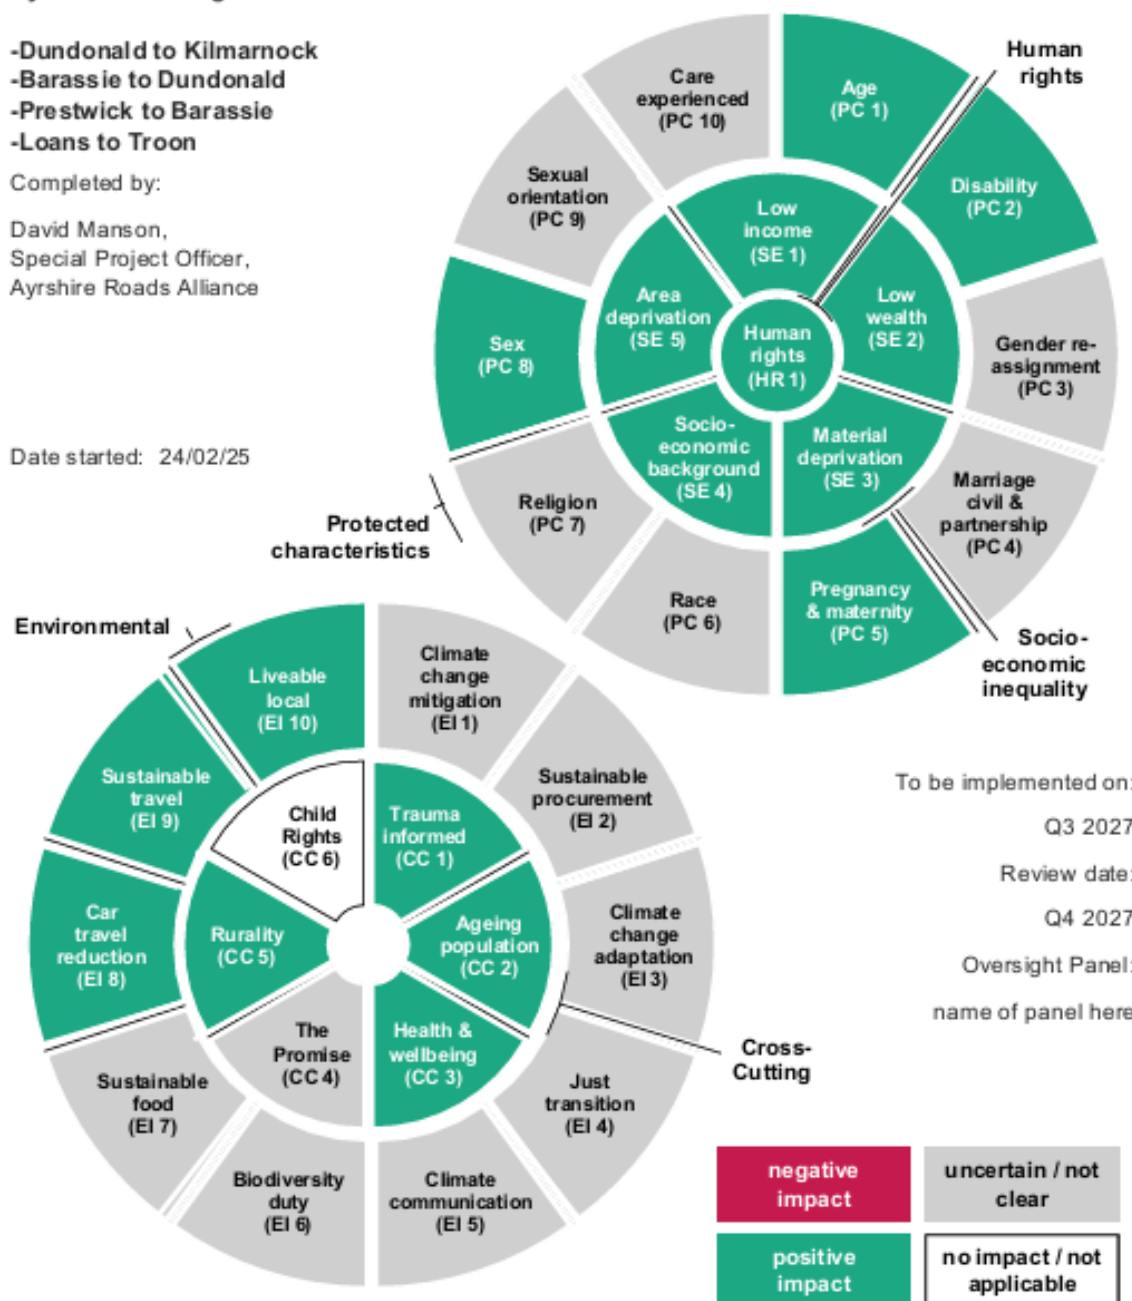 -Dundonald to Kilmarnock
-Barassie to Dundonald
-Prestwick to Barassie
-Loans to Troon
Completed by:
David Manson,
Special Project Officer,
Ayrshire Roads Alliance
Date started: 24/02/25
Human
rights
Care
experienced
(PC 10)
Age
(PC 1)
Disability
(PC 2)
Gender re-
assignment
(PC 3)
Marriage
civil &
partnership
(PC 4)
Pregnancy
& maternity
(PC 5)
Race
(PC 6)
Religion
(PC 7)
Sex
(PC 8)
Sexual
orientation
(PC 9)
Low
income
(SE 1)
Low
wealth
(SE 2)
Material
deprivation
(SE 3)
Socio-
economic
background
(SE 4)
Area
deprivation
(SE 5)
Human
rights
(HR 1)
Protected
characteristics
Socio-
economic
inequality
Environmental
Climate
change
mitigation
(EI 1)
Sustainable
procurement
(EI 2)
Climate
change
adaptation
(EI 3)
Just
transition
(EI 4)
Climate
communication
(EI 5)
Biodiversity
duty
(EI 6)
Sustainable
food
(EI 7)
Car
travel
reduction
(EI 8)
Sustainable
travel
(EI 9)
Liveable
local
(EI 10)
Trauma
informed
(CC 1)
Ageing
population
(CC 2)
Health &
wellbeing
(CC 3)
The
Promise
(CC 4)
Rurality
(CC 5)
Child
Rights
(CC 6)
Cross-
Cutting
To be implemented on:
Q3 2027
Review date:
Q4 2027
Oversight Panel:
name of panel here
negative
impact
uncertain / not
clear
positive
impact
no impact / not
applicable